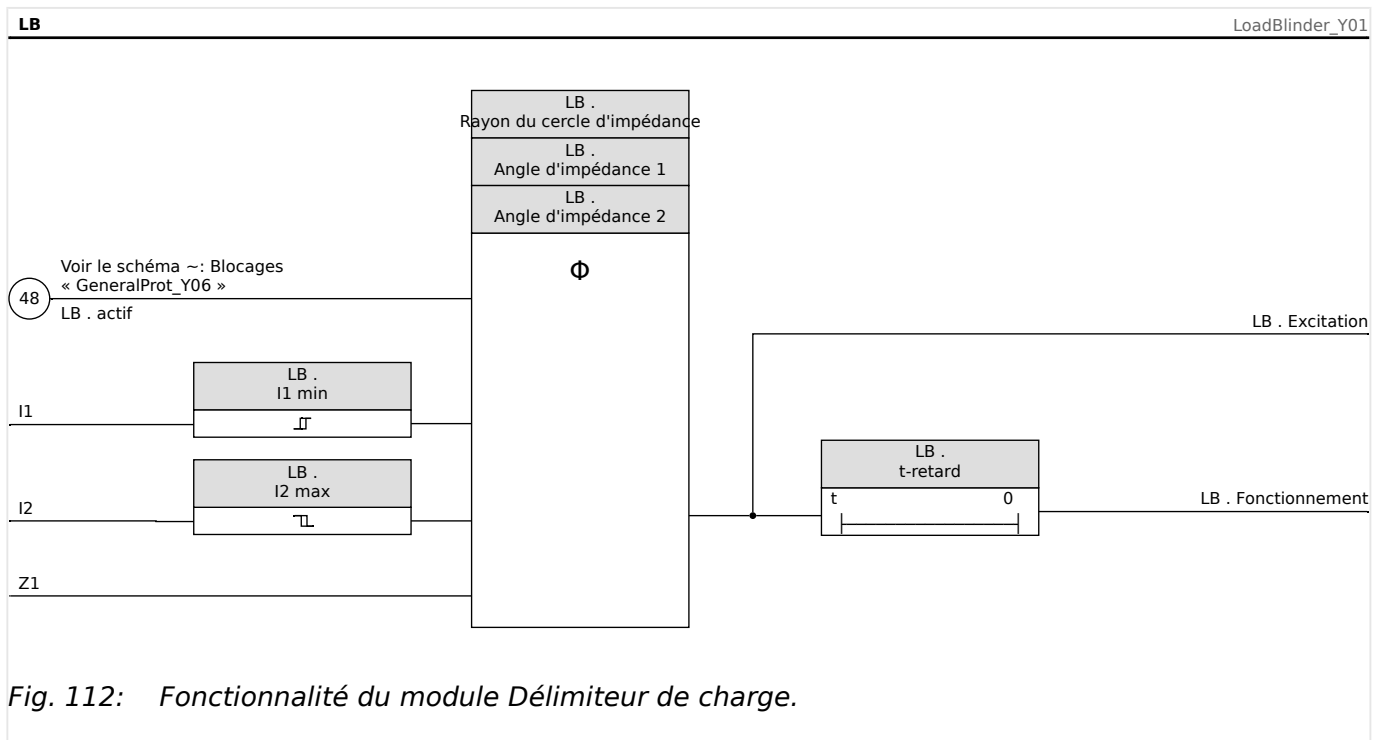 LB
LoadBlinder_Y01
LB .
Rayon du cercle d'impédance
LB .
Angle d'impédance 1
LB .
Angle d'impédance 2
Φ
Voir le schéma ~: Blocages
« GeneralProt_Y06 »
48
LB . actif
LB . Excitation
LB .
I1 min
I1
LB .
I2 max
I2
LB .
t-retard
t 0
LB . Fonctionnement
Z1
Fig. 112: Fonctionnalité du module Délimiteur de charge.